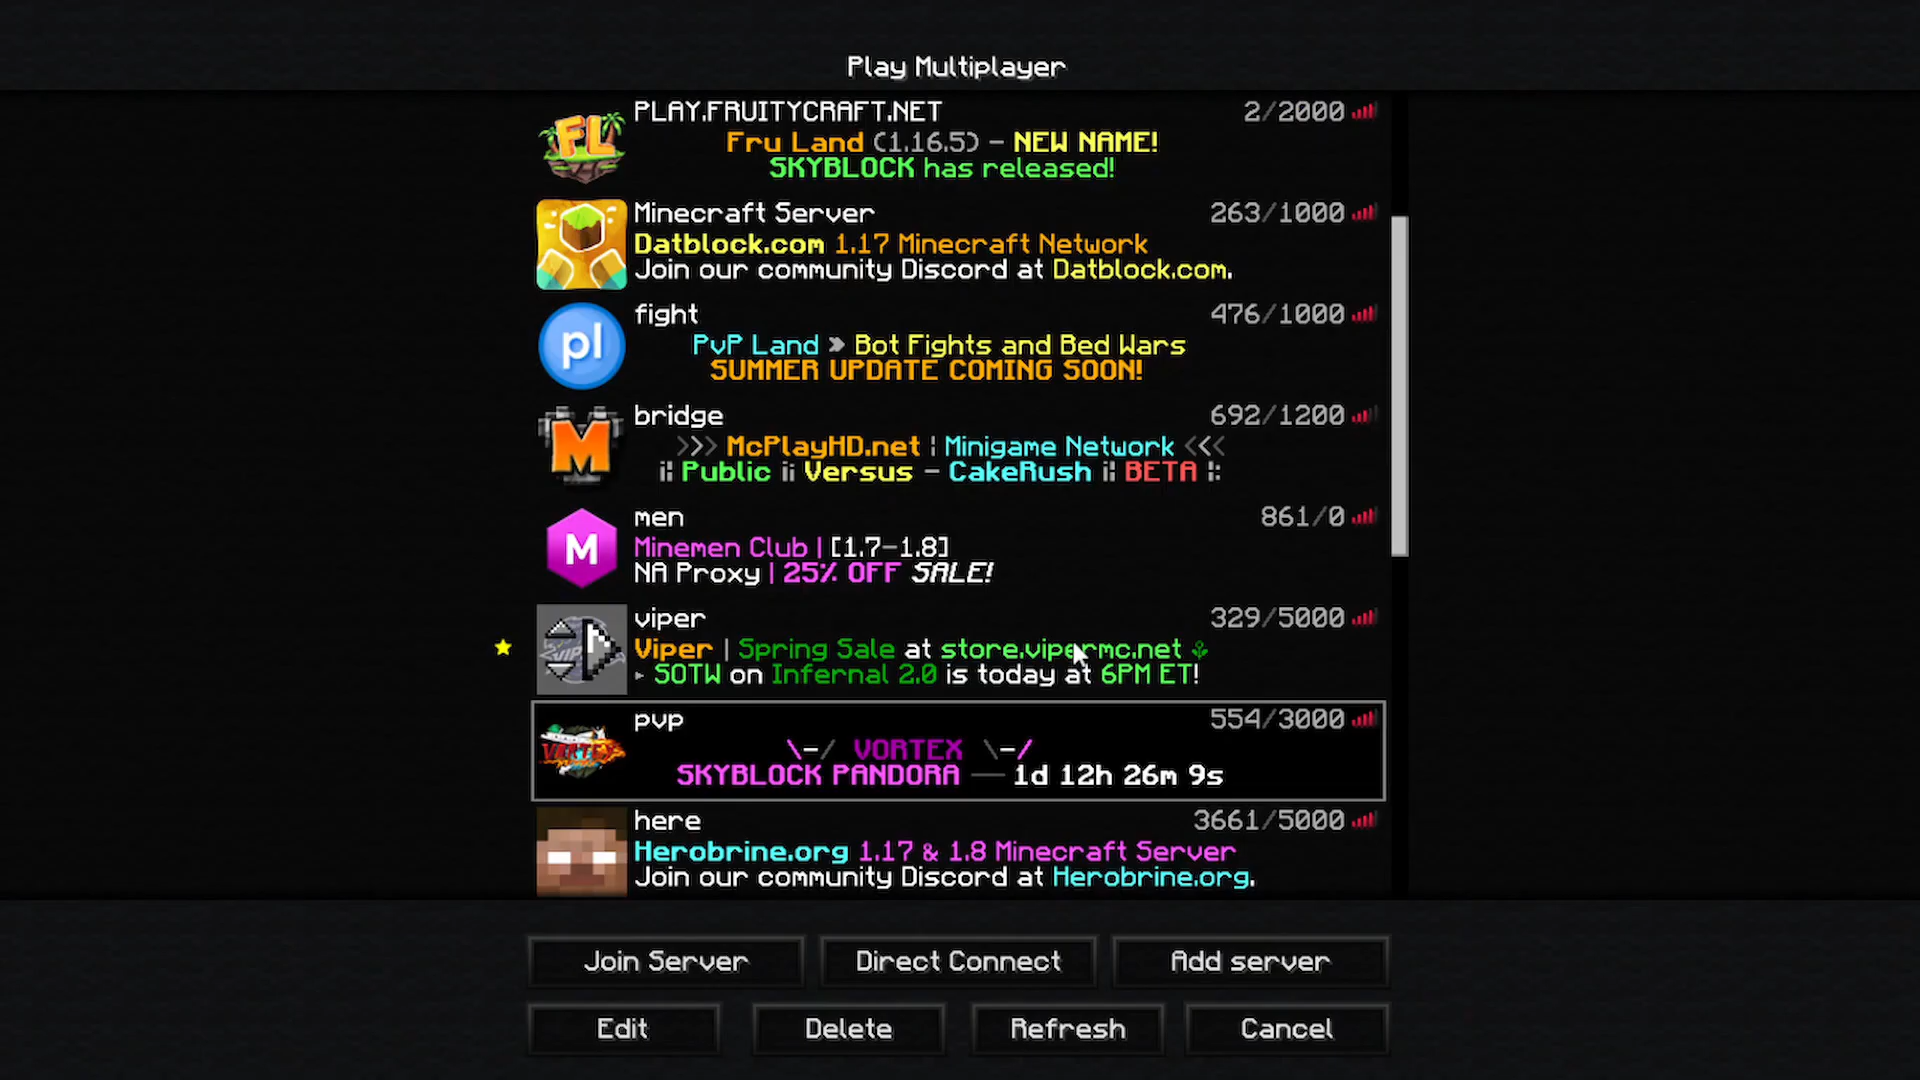 Play Multiplayer
PLAY.FRUITYCRAFT.NET 2/2000
FL
Fru Land (1.16.5) - NEW NAME!
SKYBLOCK has released!
Minecraft Server 263/1000
Datblock.com 1.17 Minecraft Network
Join our community Discord at Datblock.com.
fight 476/1000
pl
PvP Land » Bot Fights and Bed Wars
SUMMER UPDATE COMING SOON!
bridge 692/1200
M
>>> McPlayHD.net ¦ Minigame Network <<<
Public Versus - CakeRush BETA
men 861/0
M
Minemen Club | [1.7-1.8]
NA Proxy | 25% OFF SALE!
viper 329/5000
Viper | Spring Sale at store.vipermc.net
▸ SOTW on Infernal 2.0 is today at 6PM ET!
pvp 554/3000
VORTEX
\-/ VORTEX \-/
SKYBLOCK PANDORA — 1d 12h 26m 9s
here 3661/5000
Herobrine.org 1.17 & 1.8 Minecraft Server
Join our community Discord at Herobrine.org.
Join Server Direct Connect Add server
Edit Delete Refresh Cancel